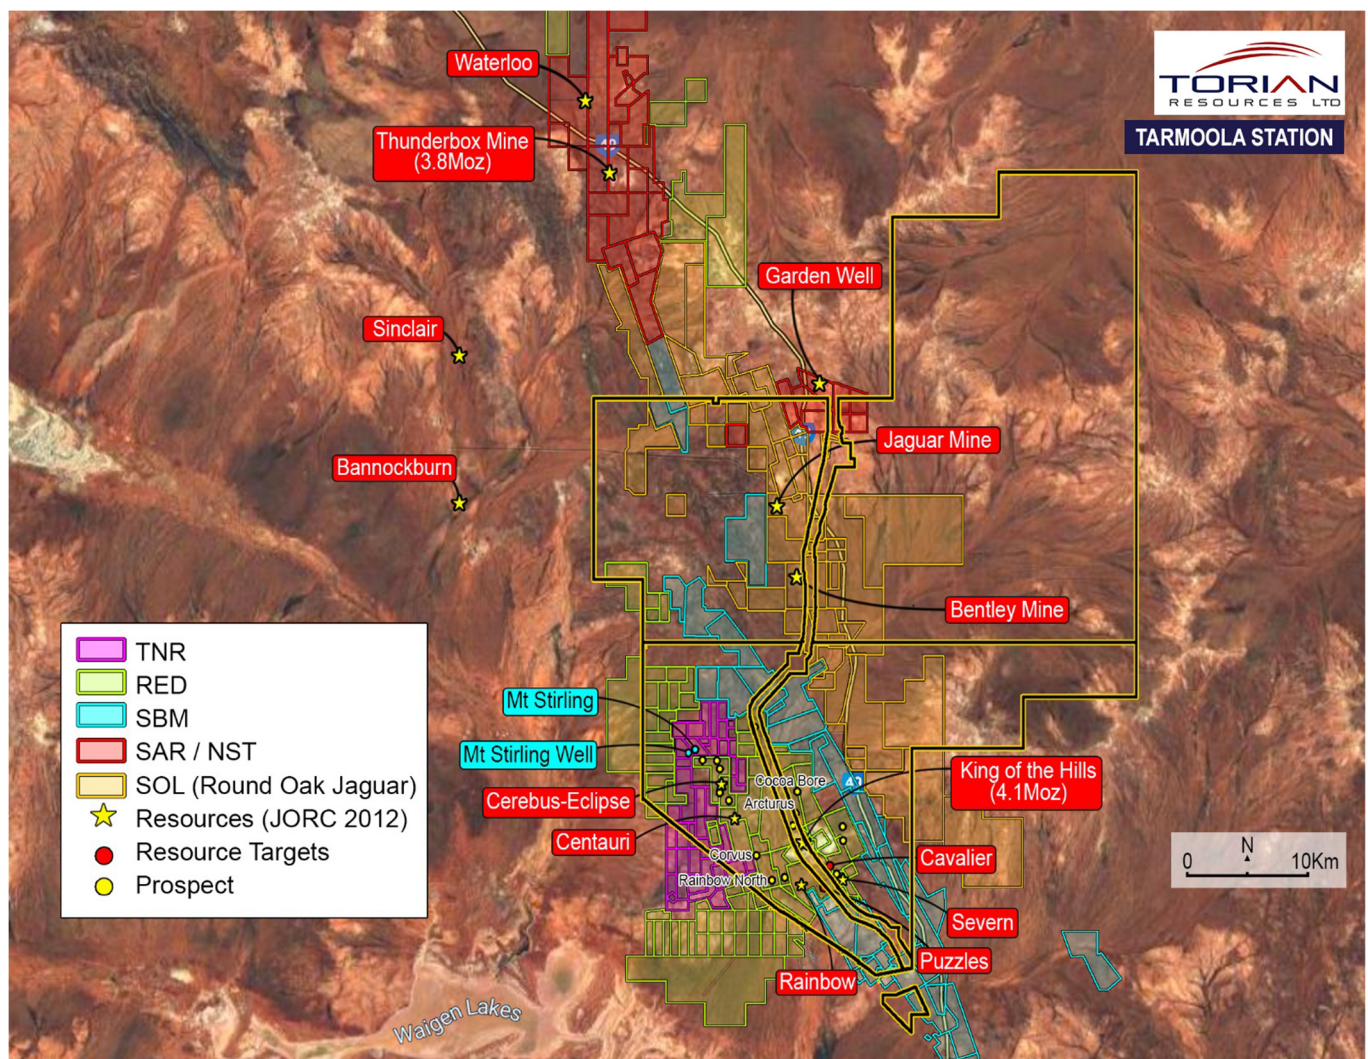 TORIAN
RESOURCES LTD
TARMOOLA STATION
Waterloo
Thunderbox Mine
(3.8Moz)
Garden Well
Sinclair
Jaguar Mine
Bannockburn
Bentley Mine
TNR
RED
SBM
SAR / NST
SOL (Round Oak Jaguar)
Resources (JORC 2012)
Resource Targets
Prospect
Mt Stirling
Mt Stirling Well
Cerebus-Eclipse
Centauri
Cocoa Bore
Arcturus
King of the Hills
(4.1Moz)
Corvus
Rainbow North
Cavalier
Severn
Puzzles
Rainbow
0 N 10Km
Waigen Lakes